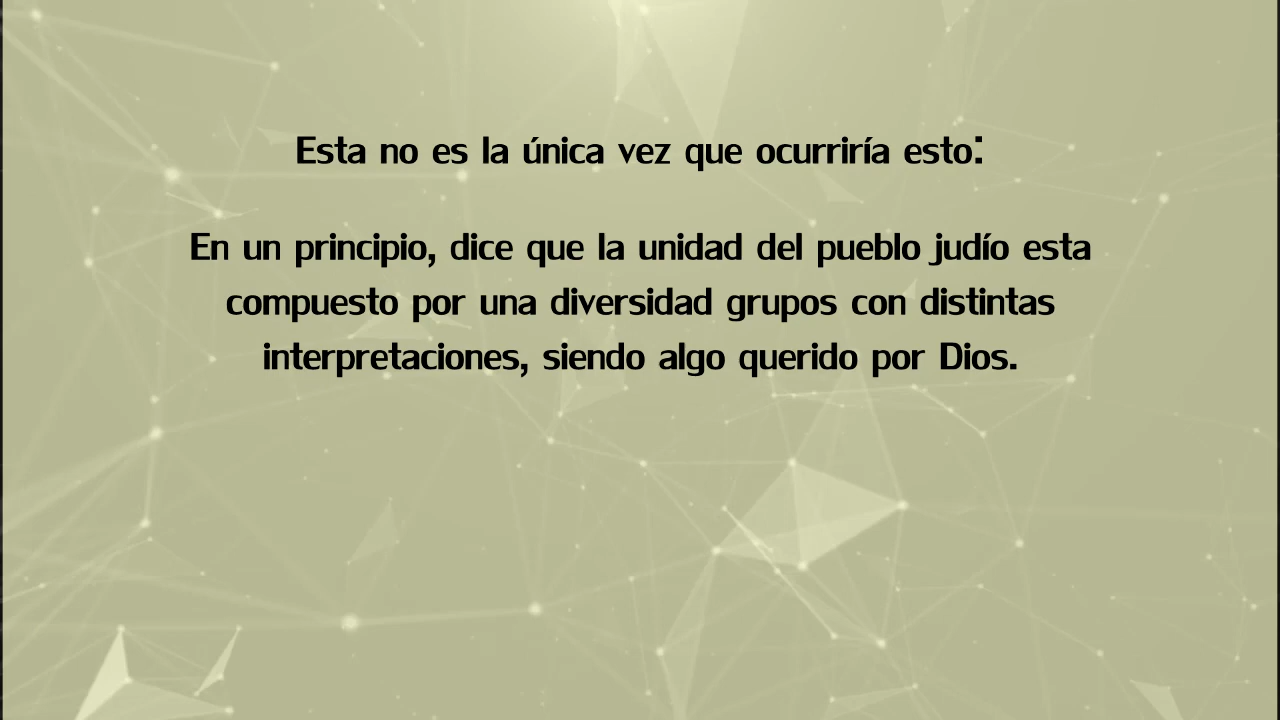 Esta no es la única vez que ocurriría esto:
En un principio, dice que la unidad del pueblo judío esta
compuesto por una diversidad grupos con distintas
interpretaciones, siendo algo querido por Dios.